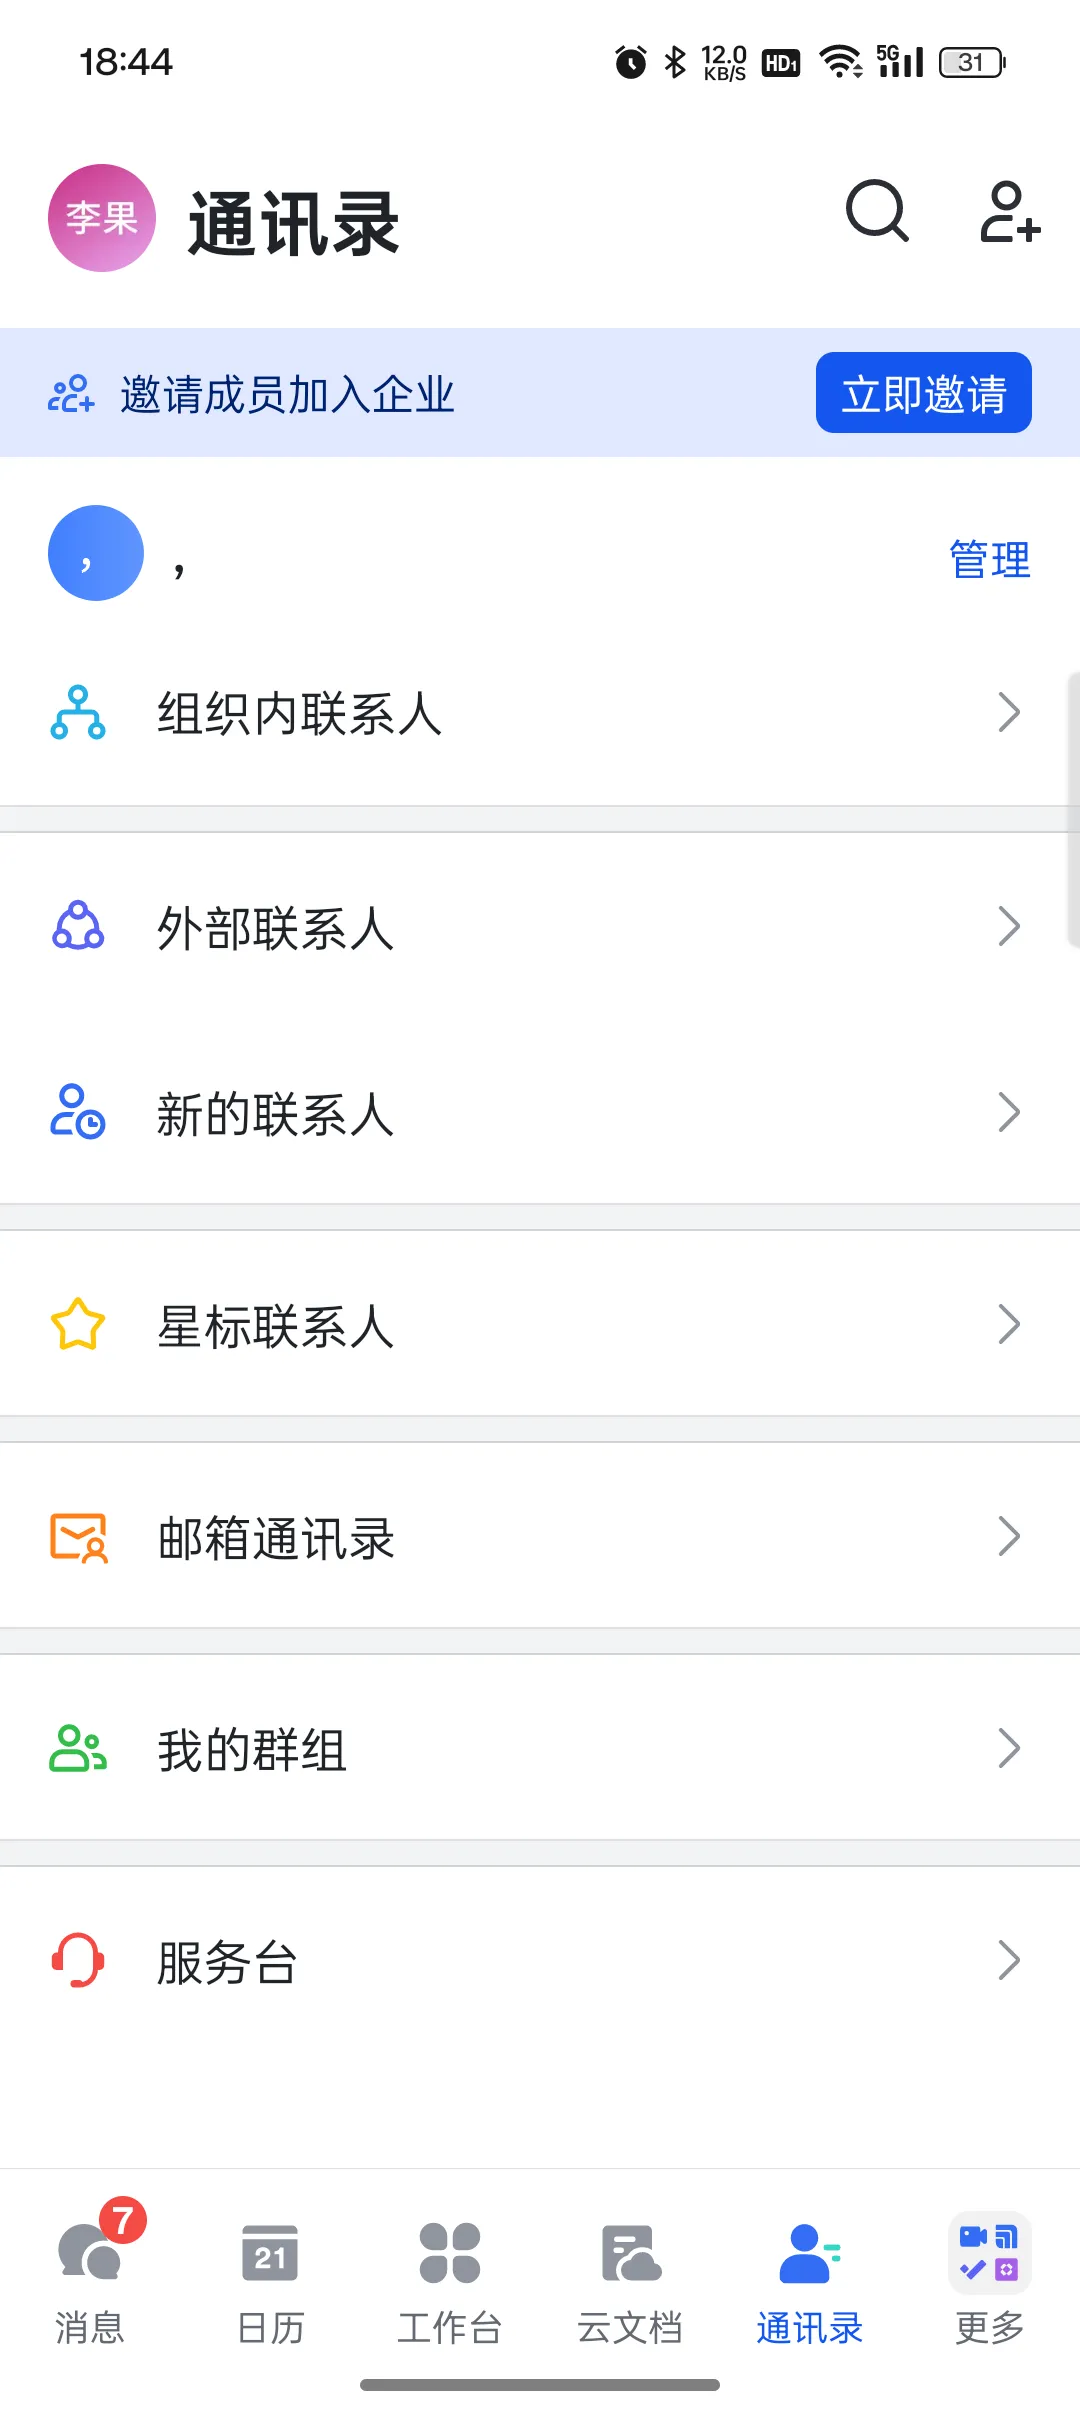 18:44
12.0 KB/S HD1 5G 31
李果 通讯录
邀请成员加入企业 立即邀请
， ， 管理
组织内联系人
外部联系人
新的联系人
星标联系人
邮箱通讯录
我的群组
服务台
7
21
消息 日历 工作台 云文档 通讯录 更多